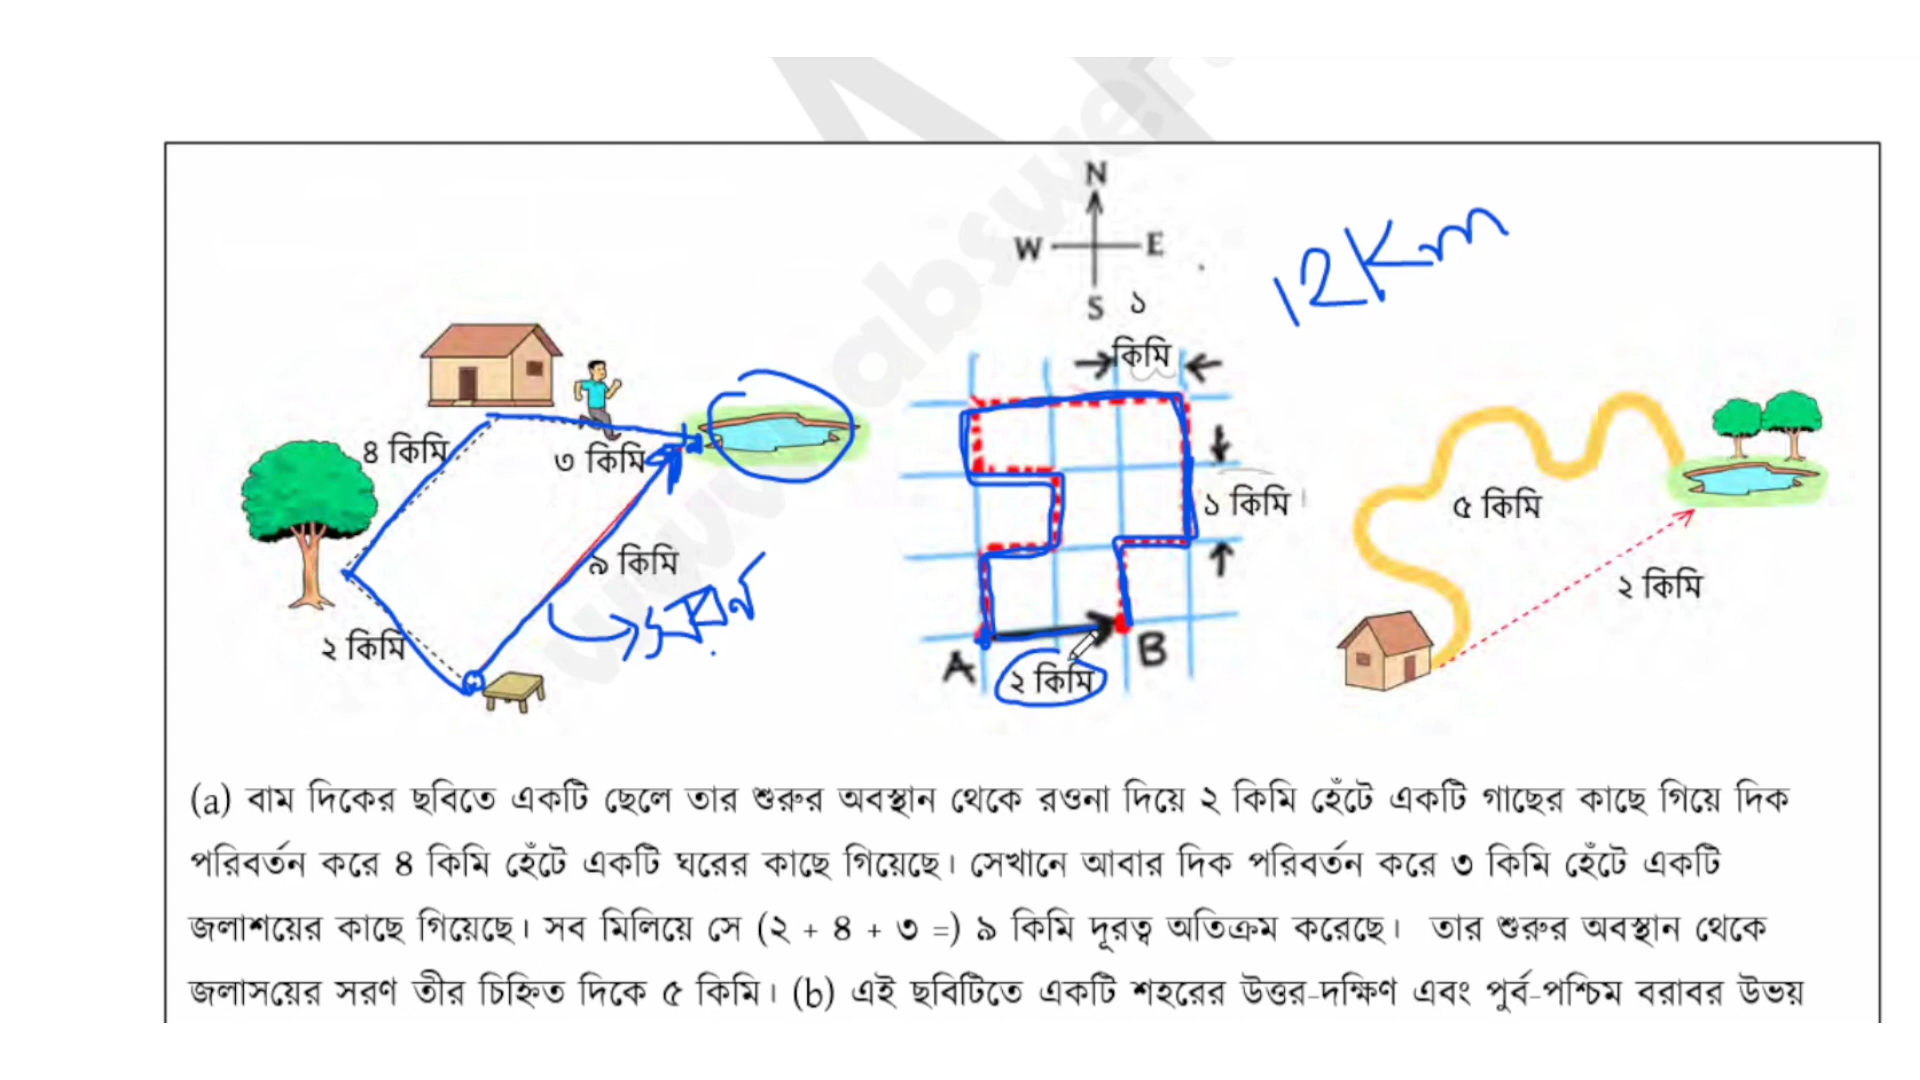 N
W E
S ১
কিমি
12 Km
৪ কিমি
৩ কিমি
১ কিমি
৫ কিমি
৯ কিমি
২ কিমি
সরণ
২ কিমি
A B
২ কিমি
(a) বাম দিকের ছবিতে একটি ছেলে তার শুরুর অবস্থান থেকে রওনা দিয়ে ২ কিমি হেঁটে একটি গাছের কাছে গিয়ে দিক
পরিবর্তন করে ৪ কিমি হেঁটে একটি ঘরের কাছে গিয়েছে। সেখানে আবার দিক পরিবর্তন করে ৩ কিমি হেঁটে একটি
জলাশয়ের কাছে গিয়েছে। সব মিলিয়ে সে (২ + ৪ + ৩ =) ৯ কিমি দূরত্ব অতিক্রম করেছে। তার শুরুর অবস্থান থেকে
জলাসয়ের সরণ তীর চিহ্নিত দিকে ৫ কিমি। (b) এই ছবিটিতে একটি শহরের উত্তর-দক্ষিণ এবং পুর্ব-পশ্চিম বরাবর উভয়